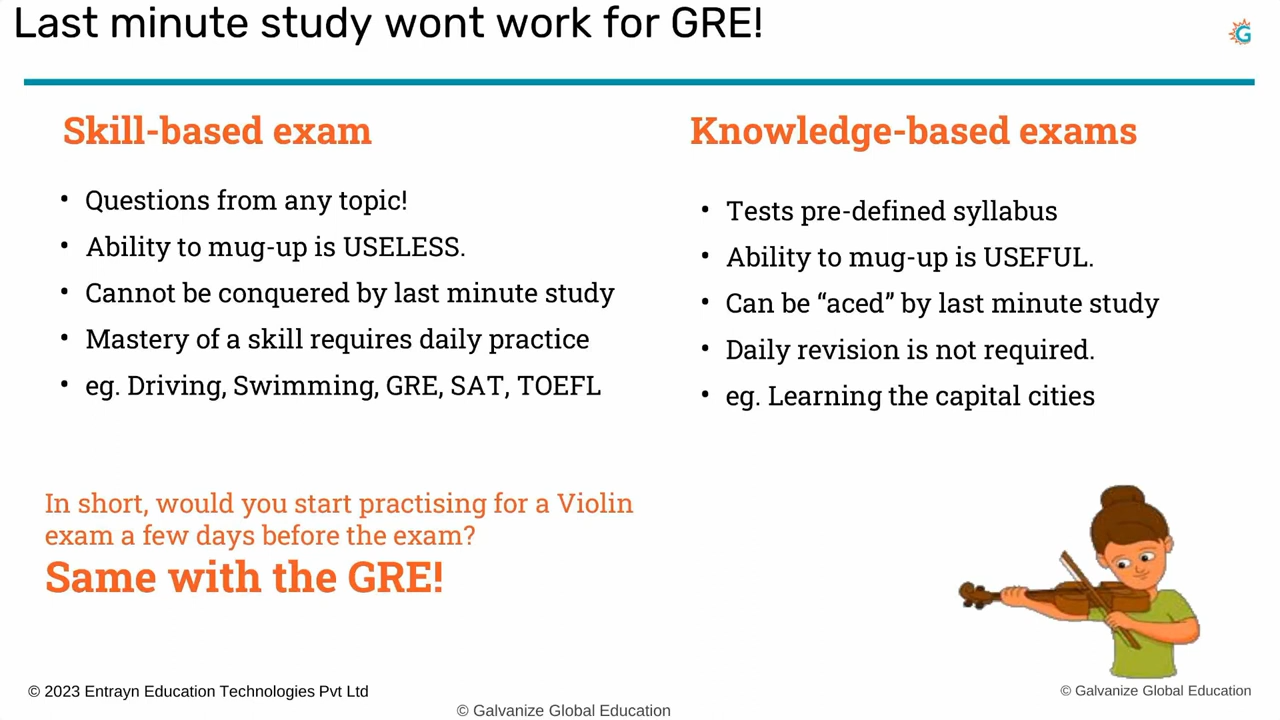 Last minute study wont work for GRE!
G
Skill-based exam
• Questions from any topic!
• Ability to mug-up is USELESS.
• Cannot be conquered by last minute study
• Mastery of a skill requires daily practice
• eg. Driving, Swimming, GRE, SAT, TOEFL
Knowledge-based exams
• Tests pre-defined syllabus
• Ability to mug-up is USEFUL.
• Can be “aced” by last minute study
• Daily revision is not required.
• eg. Learning the capital cities
In short, would you start practising for a Violin
exam a few days before the exam?
Same with the GRE!
© 2023 Entrayn Education Technologies Pvt Ltd
© Galvanize Global Education
© Galvanize Global Education